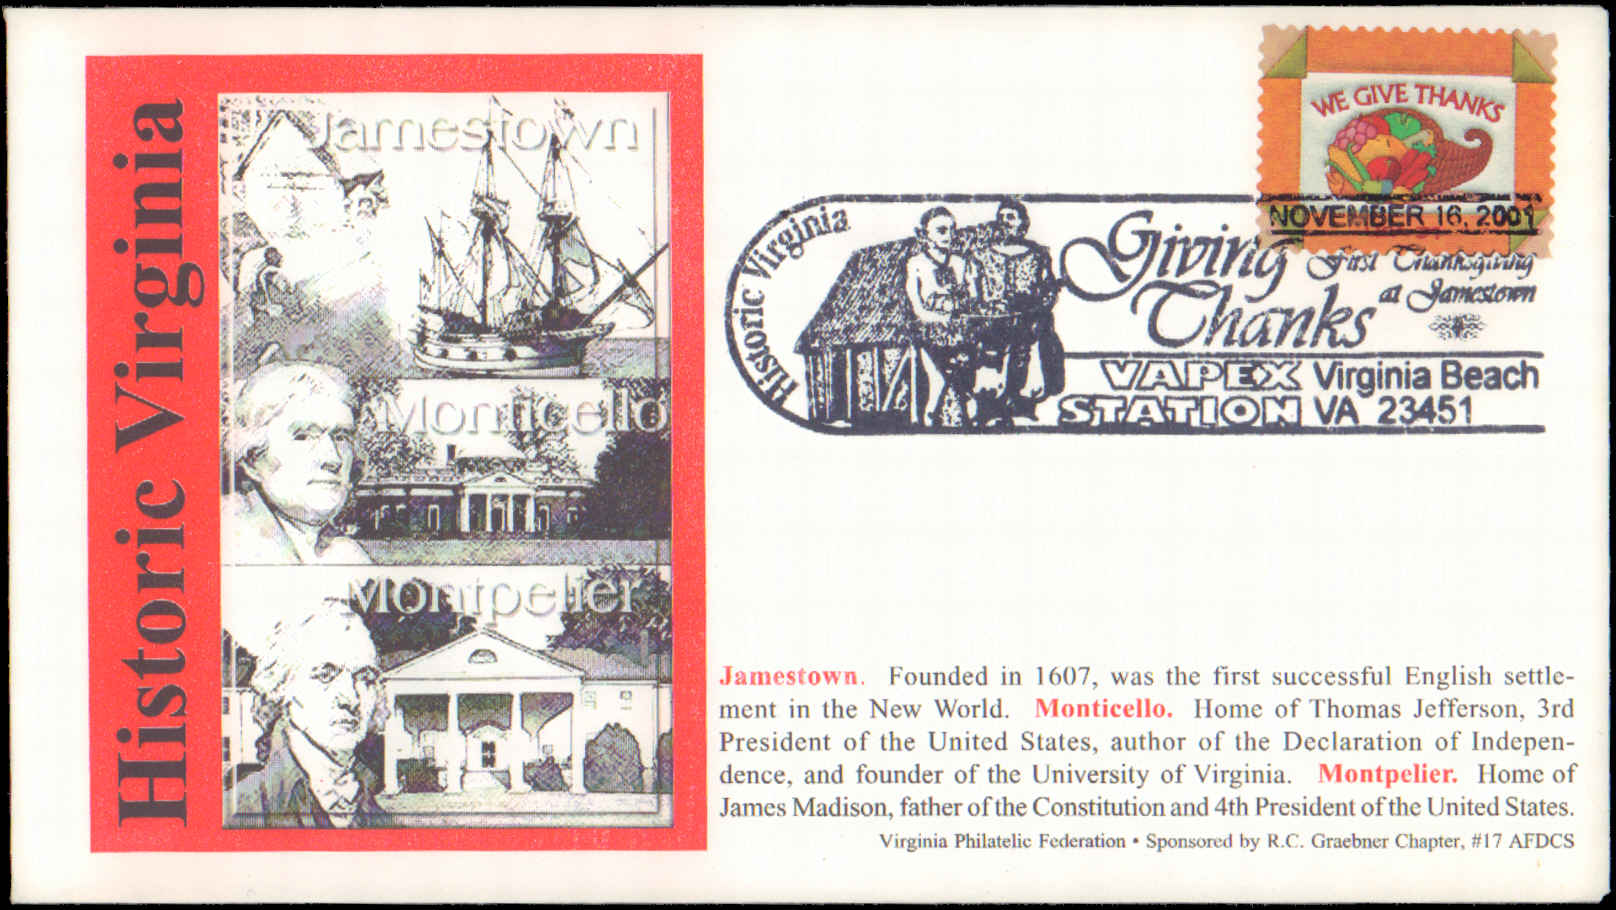 Historic Virginia
Jamestown
Monticello
Montpelier
WE GIVE THANKS
NOVEMBER 16, 2001
Historic Virginia
Giving
Thanks
First Thanksgiving
at Jamestown
VAPEX
STATION
Virginia Beach
VA 23451
Jamestown. Founded in 1607, was the first successful English settle-
ment in the New World. Monticello. Home of Thomas Jefferson, 3rd
President of the United States, author of the Declaration of Indepen-
dence, and founder of the University of Virginia. Montpelier. Home of
James Madison, father of the Constitution and 4th President of the United States.
Virginia Philatelic Federation • Sponsored by R.C. Graebner Chapter, #17 AFDCS